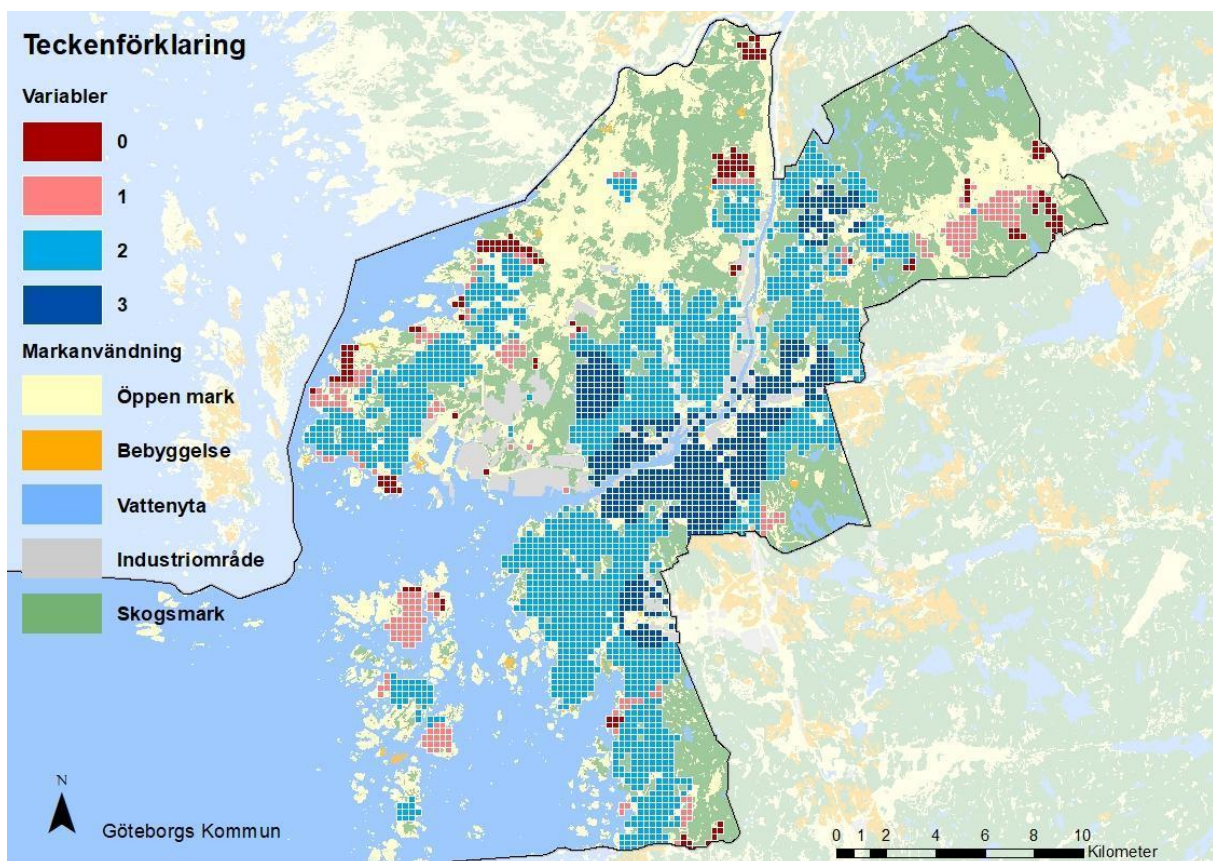 Teckenförklaring
Variabler
0
1
2
3
Markanvändning
Öppen mark
Bebyggelse
Vattenyta
Industriområde
Skogsmark
N
Göteborgs Kommun
0 1 2 4 6 8 10
Kilometer